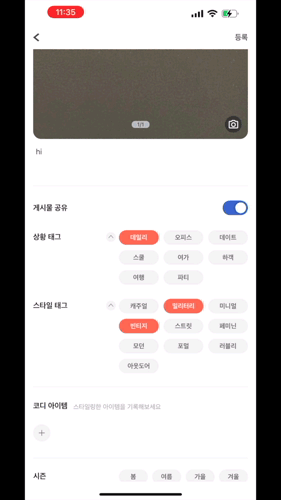 11:35
등록
1/1
hi
게시물 공유
상황 태그
데일리 오피스 데이트
스쿨 여가 하객
여행 파티
스타일 태그
캐주얼 밀리터리 미니멀
빈티지 스트릿 페미닌
모던 포멀 러블리
아웃도어
코디 아이템 스타일링한 아이템을 기록해보세요
시즌 봄 여름 가을 겨울